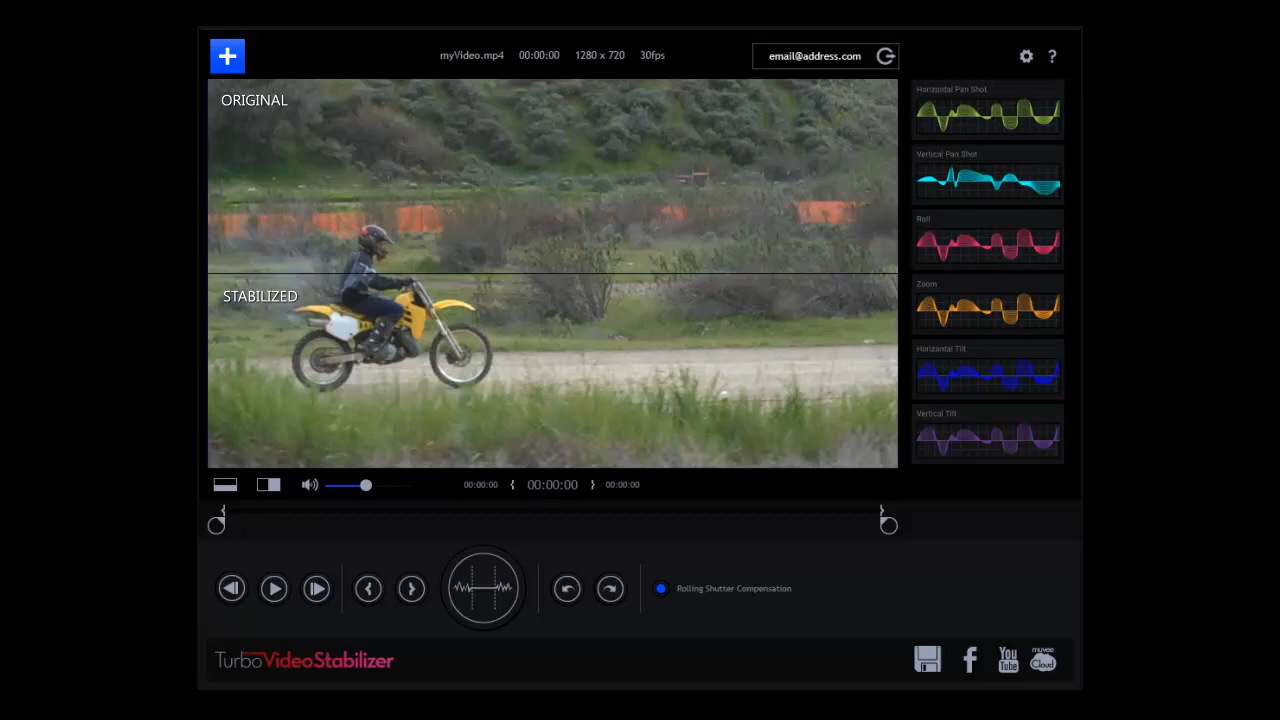 myVideo.mp4 00:00:00 1280 x 720 30fps email@address.com ?
ORIGINAL
STABILIZED
Horizontal Pan Shot
Vertical Pan Shot
Roll
Zoom
Horizontal Tilt
Vertical Tilt
00:00:00 { 00:00:00 } 00:00:00
Rolling Shutter Compensation
TurboVideoStabilizer
f
You
Tube
muvee
Cloud